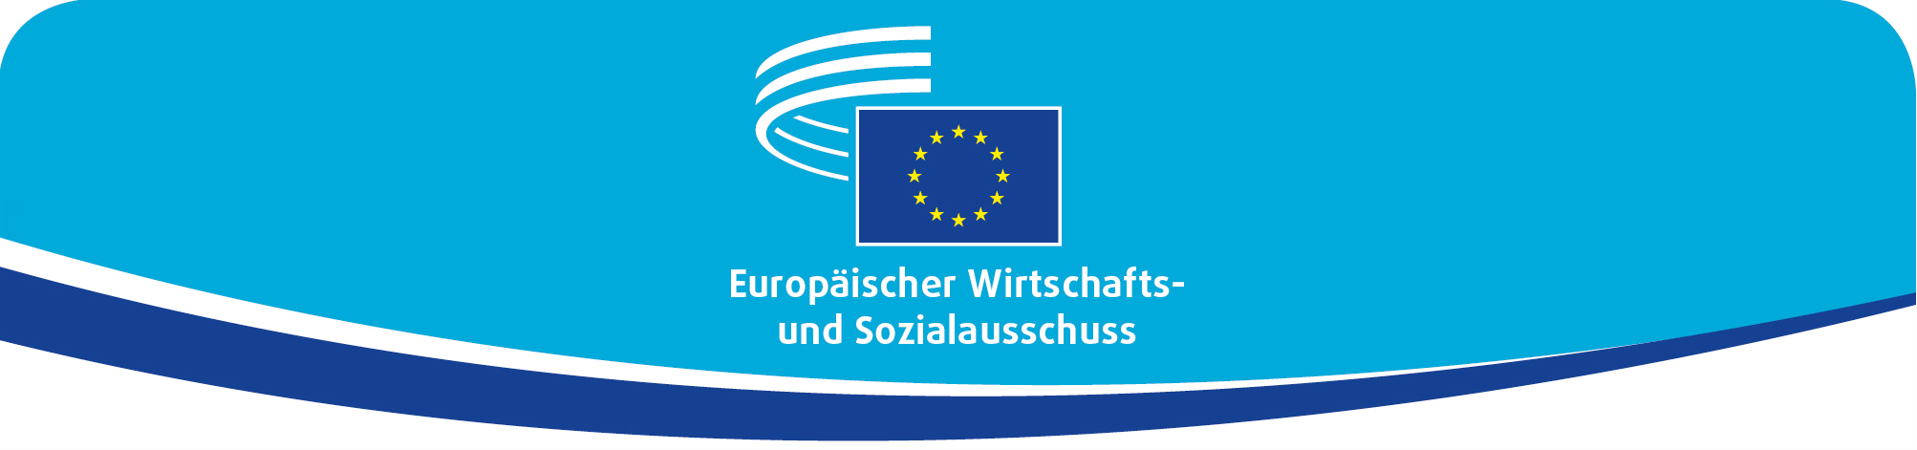 Europäischer Wirtschafts-
und Sozialausschuss